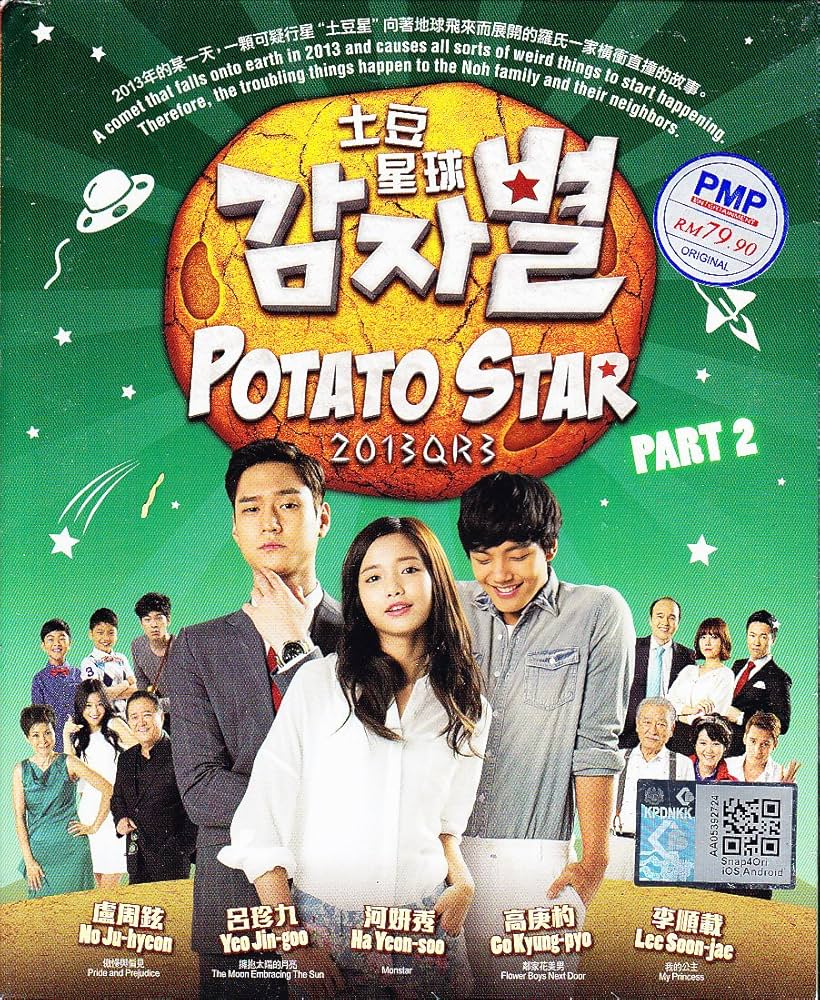 2013年的某一天，一顆可疑行星“土豆星”向著地球飛來而展開的羅氏一家橫衝直撞的故事。
A comet that falls onto earth in 2013 and causes all sorts of weird things to start happening.
Therefore, the troubling things happen to the Noh family and their neighbors.
土豆
星球
감자별
POTATO STAR
2013QR3
PART 2
PMP
ENTERTAINMENT
RM79.90
ORIGINAL
KPDNKK
AA05392724
Snap4Ori
iOS Android
盧周鉉
No Ju-hyeon
傲慢與偏見
Pride and Prejudice
呂珍九
Yeo Jin-goo
擁抱太陽的月亮
The Moon Embracing The Sun
河妍秀
Ha Yeon-soo
Monstar
高庚杓
Go Kyung-pyo
鄰家花美男
Flower Boys Next Door
李順載
Lee Soon-jae
我的公主
My Princess